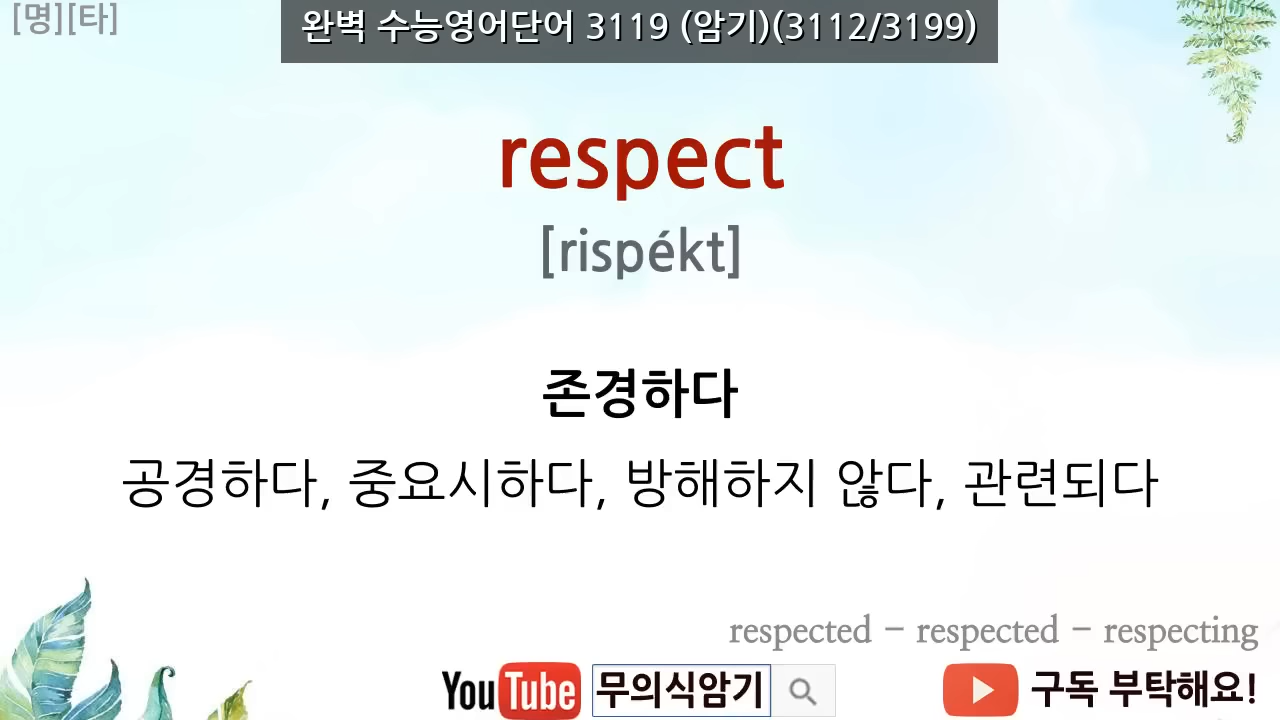 [명][타]
완벽 수능영어단어 3119 (암기)(3112/3199)
respect
[rispékt]
존경하다
공경하다, 중요시하다, 방해하지 않다, 관련되다
respected - respected - respecting
YouTube 무의식암기 구독 부탁해요!